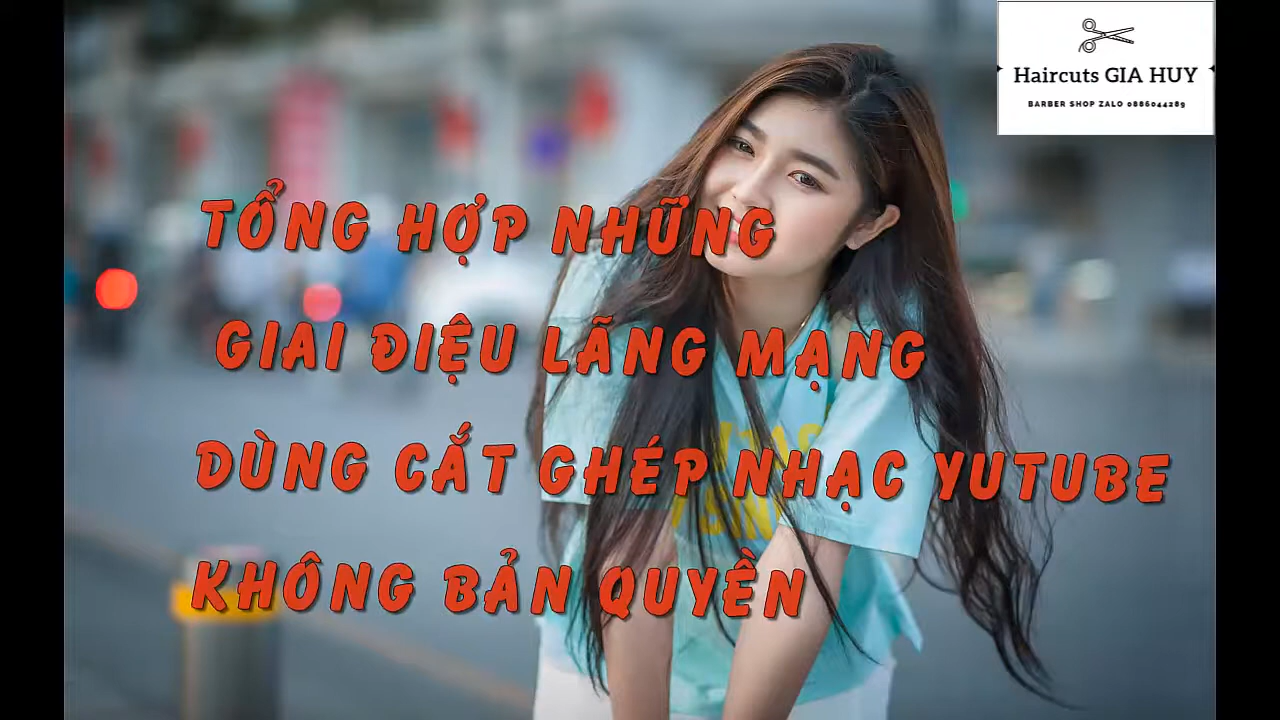 Haircuts GIA HUY
BARBER SHOP ZALO 0886044289
TỔNG HỢP NHỮNG
GIAI ĐIỆU LÃNG MẠNG
DÙNG CẮT GHÉP NHẠC YUTUBE
KHÔNG BẢN QUYỀN